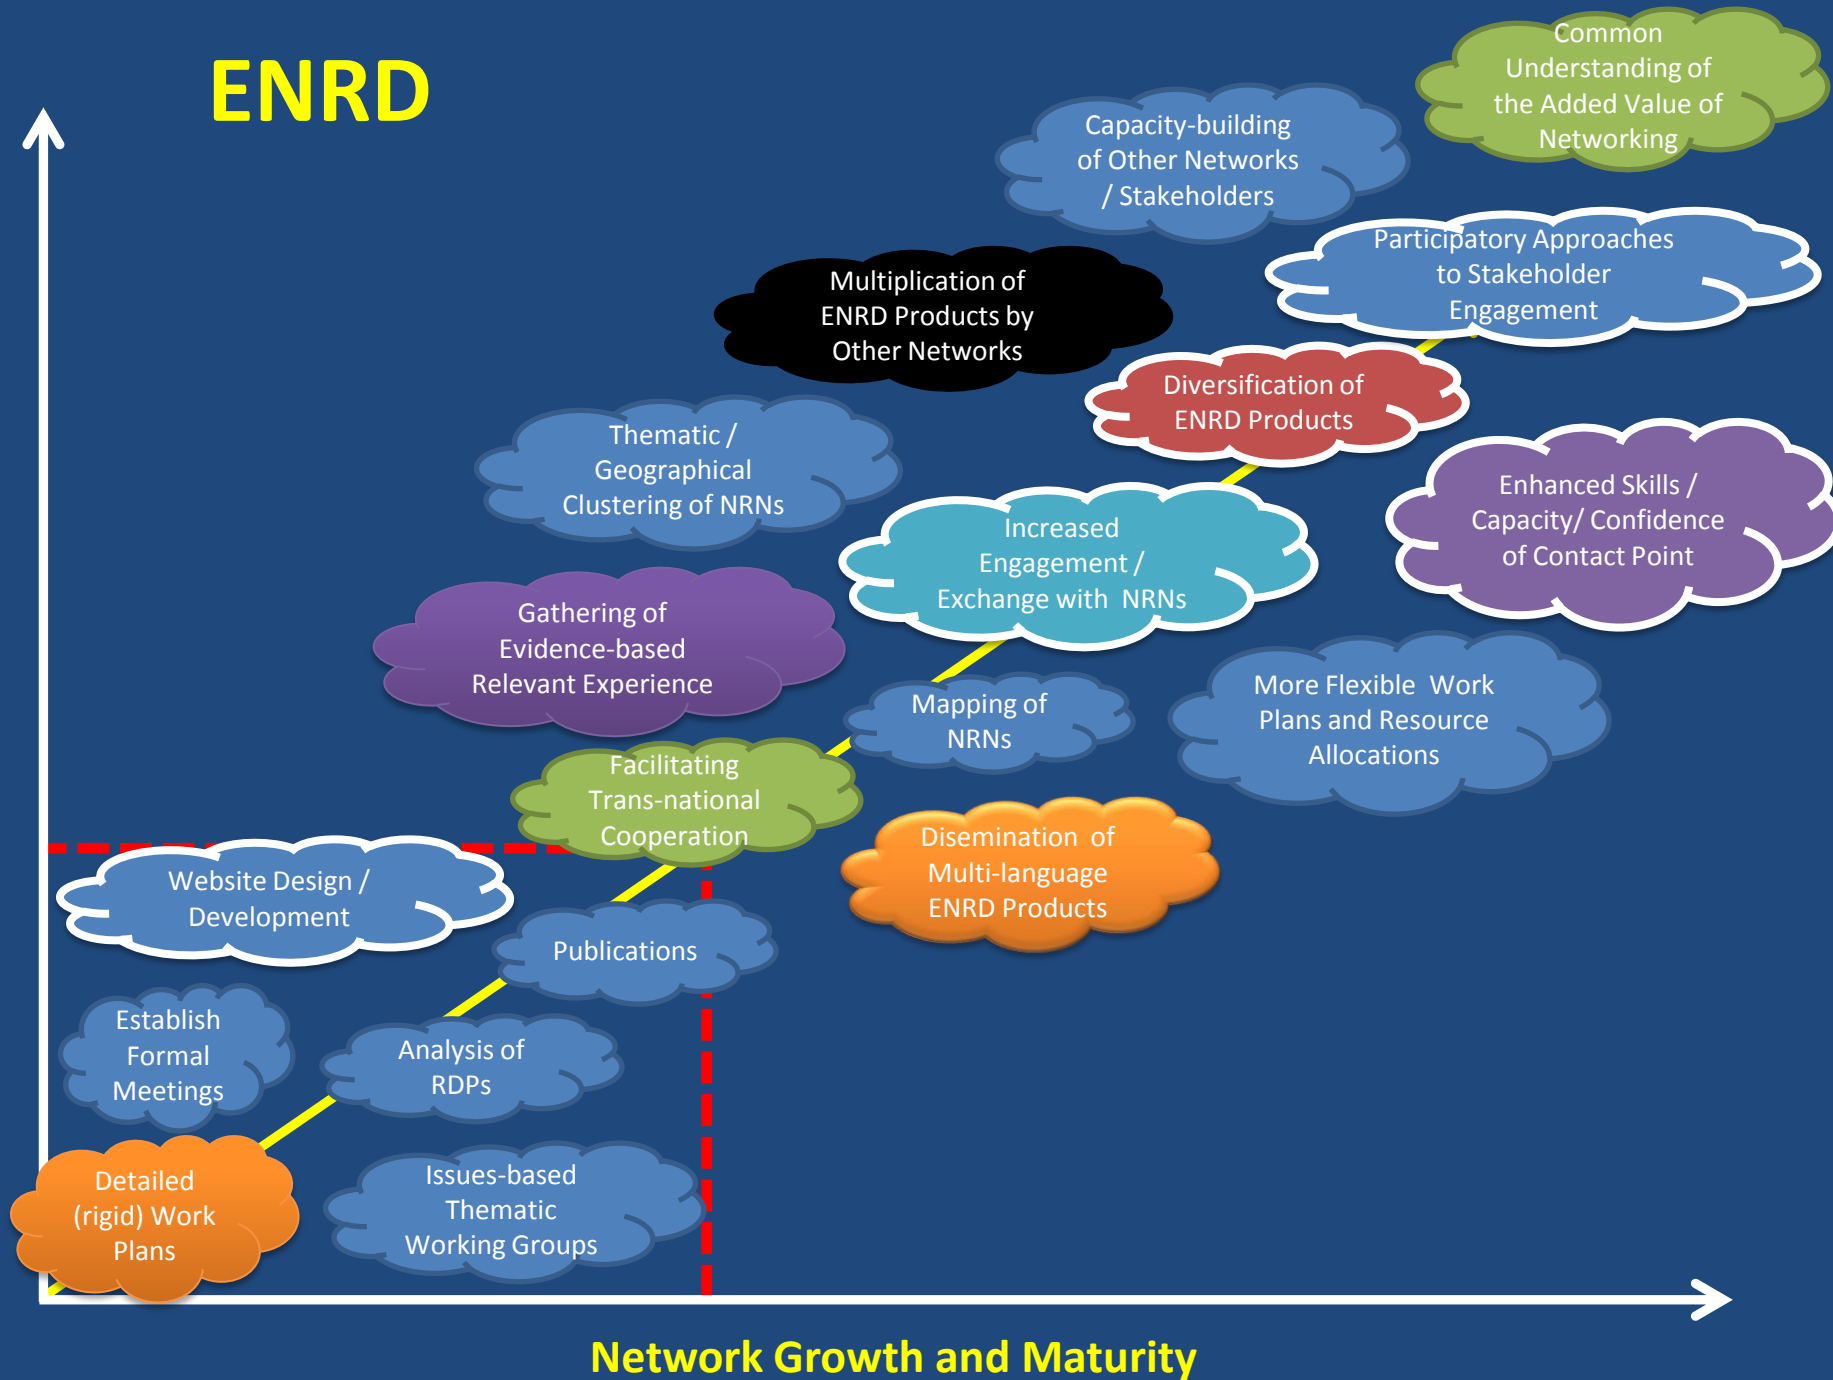 ENRD
Common
Understanding of
the Added Value of
Networking
Capacity-building
of Other Networks
/ Stakeholders
Participatory Approaches
to Stakeholder
Engagement
Multiplication of
ENRD Products by
Other Networks
Diversification of
ENRD Products
Thematic /
Geographical
Clustering of NRNs
Enhanced Skills /
Capacity/ Confidence
of Contact Point
Increased
Engagement /
Exchange with NRNs
Gathering of
Evidence-based
Relevant Experience
More Flexible Work
Plans and Resource
Allocations
Mapping of
NRNs
Facilitating
Trans-national
Cooperation
Disemination of
Multi-language
ENRD Products
Website Design /
Development
Publications
Establish
Formal
Meetings
Analysis of
RDPs
Detailed
(rigid) Work
Plans
Issues-based
Thematic
Working Groups
Network Growth and Maturity